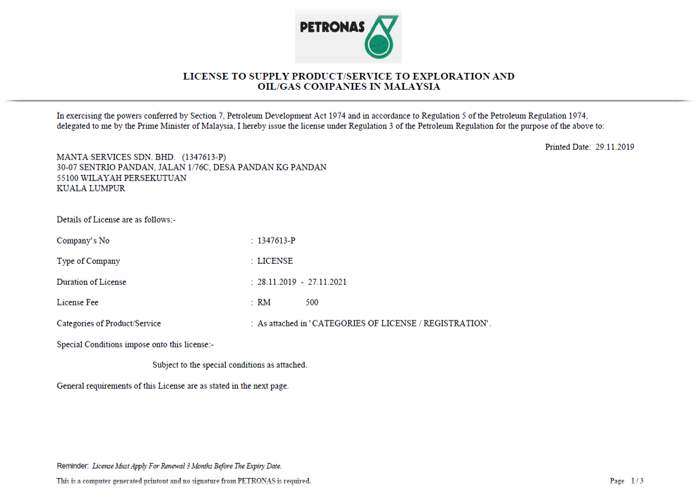 PETRONAS
LICENSE TO SUPPLY PRODUCT/SERVICE TO EXPLORATION AND
OIL/GAS COMPANIES IN MALAYSIA
In exercising the powers conferred by Section 7, Petroleum Development Act 1974 and in accordance to Regulation 5 of the Petroleum Regulation 1974,
delegated to me by the Prime Minister of Malaysia, I hereby issue the license under Regulation 3 of the Petroleum Regulation for the purpose of the above to:
Printed Date: 29.11.2019
MANTA SERVICES SDN. BHD. (1347613-P)
30-07 SENTRIO PANDAN, JALAN 1/76C, DESA PANDAN KG PANDAN
55100 WILAYAH PERSEKUTUAN
KUALA LUMPUR
Details of License are as follows:-
Company's No : 1347613-P
Type of Company : LICENSE
Duration of License : 28.11.2019 - 27.11.2021
License Fee : RM 500
Categories of Product/Service : As attached in 'CATEGORIES OF LICENSE / REGISTRATION'.
Special Conditions impose onto this license:-
Subject to the special conditions as attached.
General requirements of this License are as stated in the next page.
Reminder: License Must Apply For Renewal 3 Months Before The Expiry Date.
This is a computer generated printout and no signature from PETRONAS is required.
Page 1/3